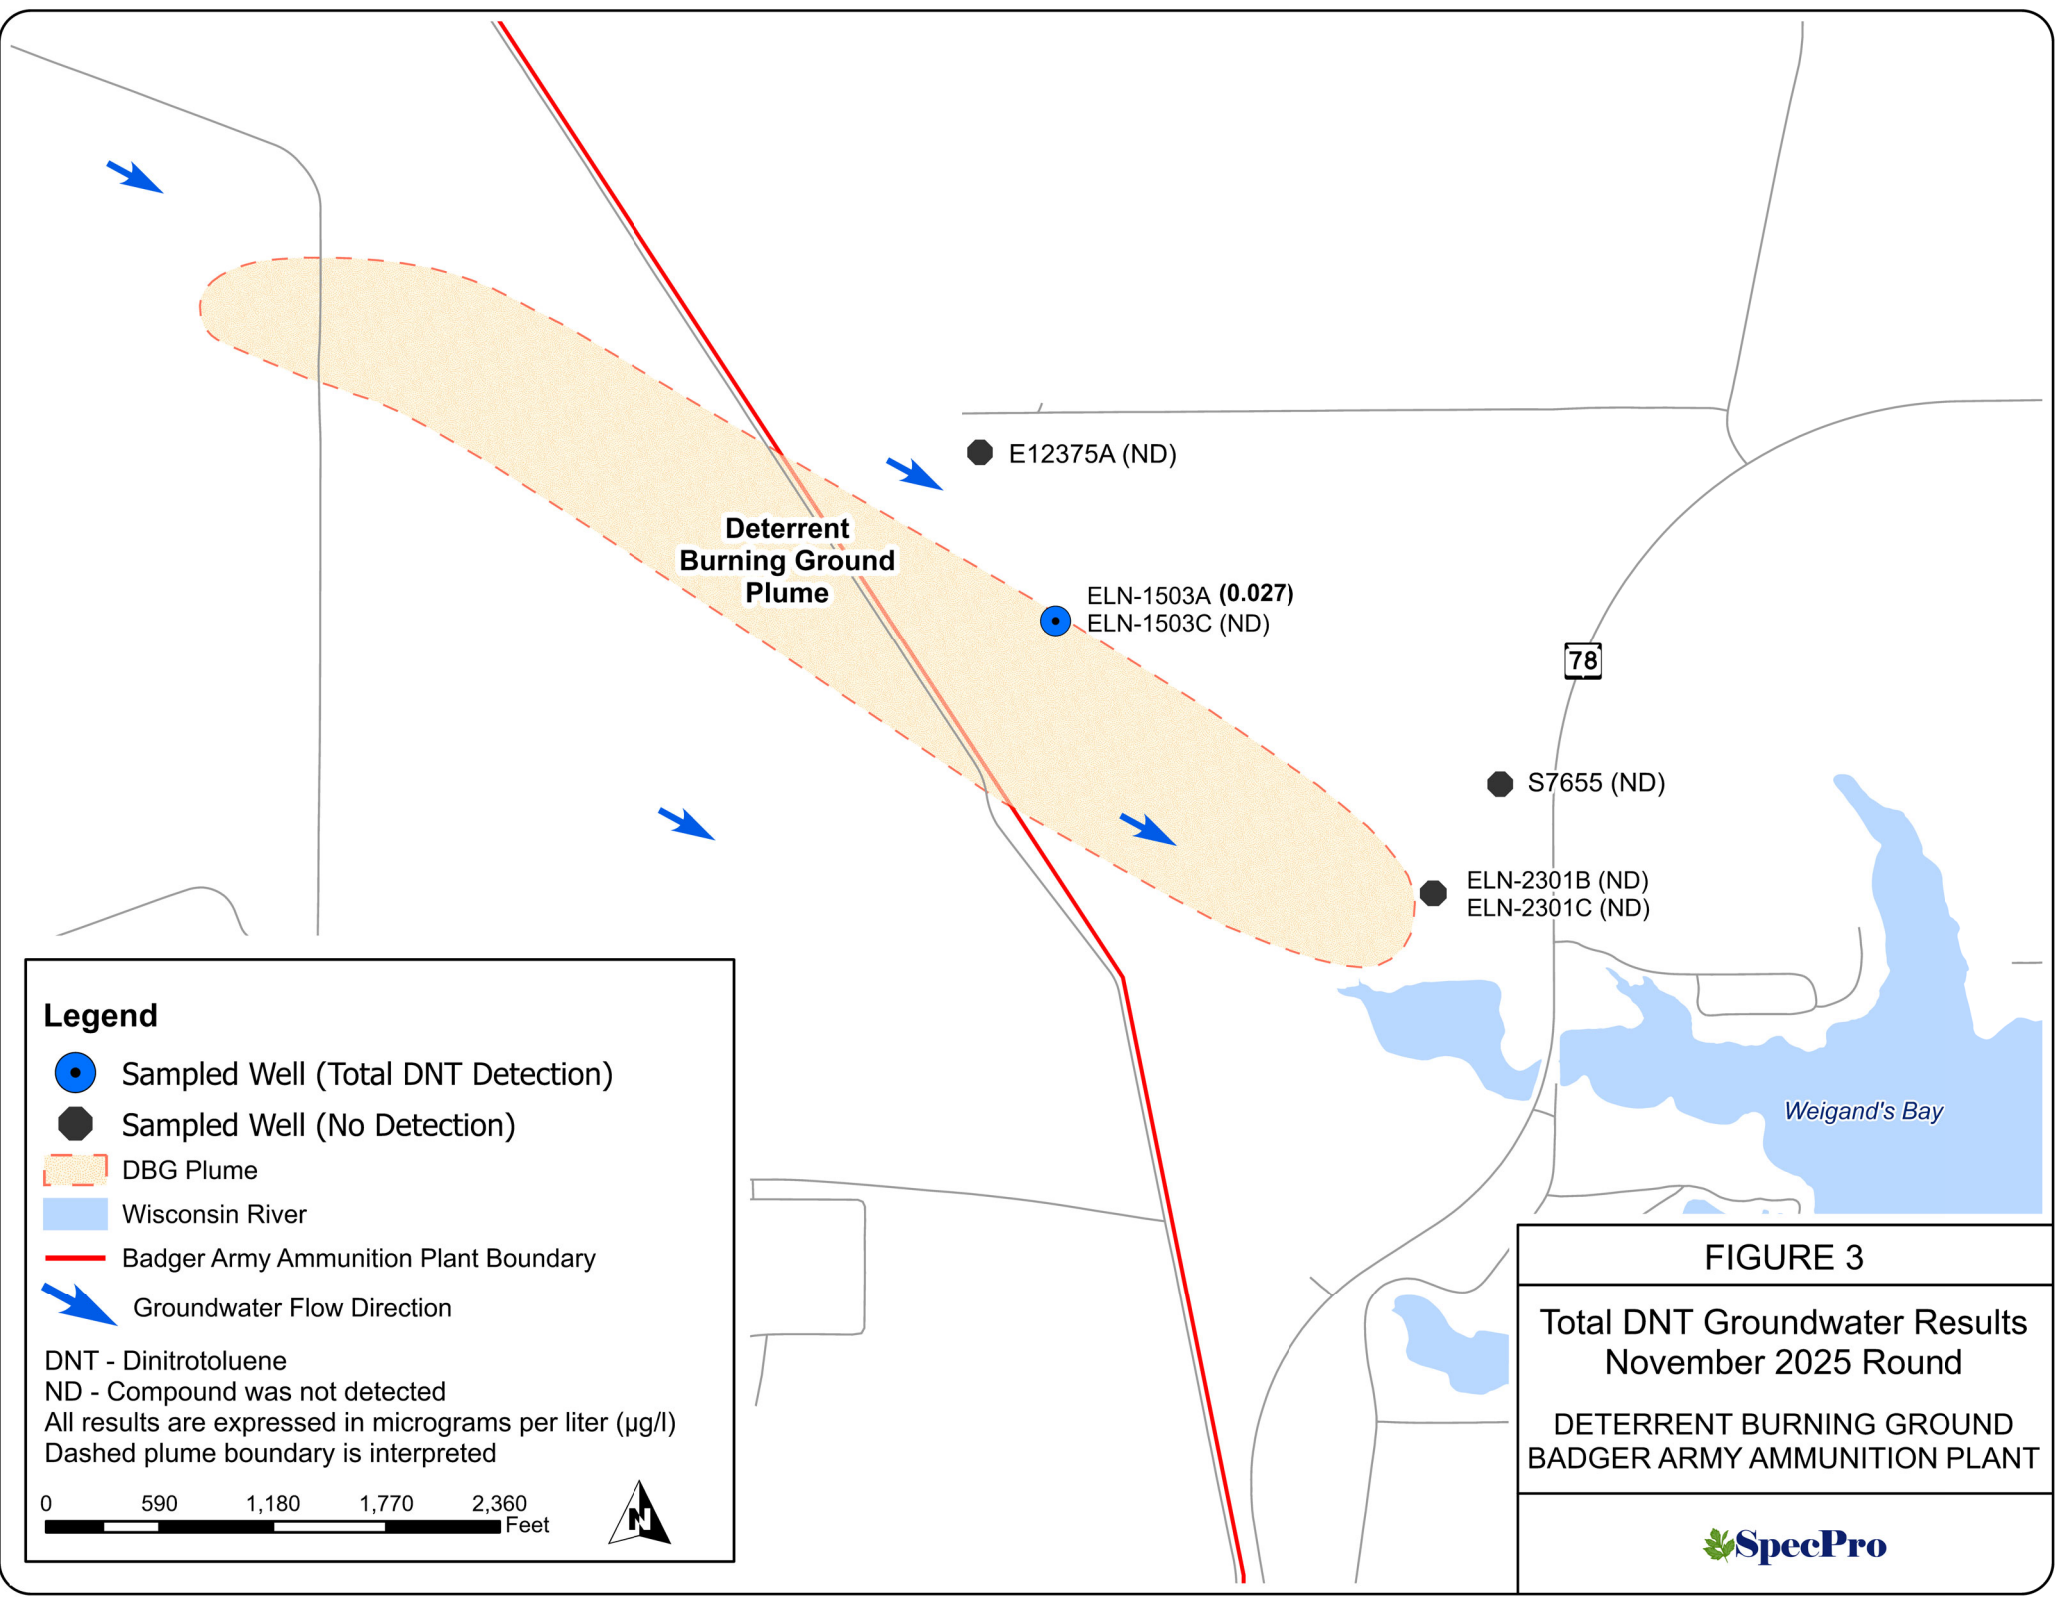 E12375A (ND)
Deterrent
Burning Ground
Plume
ELN-1503A (0.027)
ELN-1503C (ND)
78
S7655 (ND)
ELN-2301B (ND)
ELN-2301C (ND)
Weigand's Bay
Legend
Sampled Well (Total DNT Detection)
Sampled Well (No Detection)
DBG Plume
Wisconsin River
Badger Army Ammunition Plant Boundary
Groundwater Flow Direction
DNT - Dinitrotoluene
ND - Compound was not detected
All results are expressed in micrograms per liter (µg/l)
Dashed plume boundary is interpreted
0 590 1,180 1,770 2,360
Feet
N
FIGURE 3
Total DNT Groundwater Results
November 2025 Round
DETERRENT BURNING GROUND
BADGER ARMY AMMUNITION PLANT
SpecPro